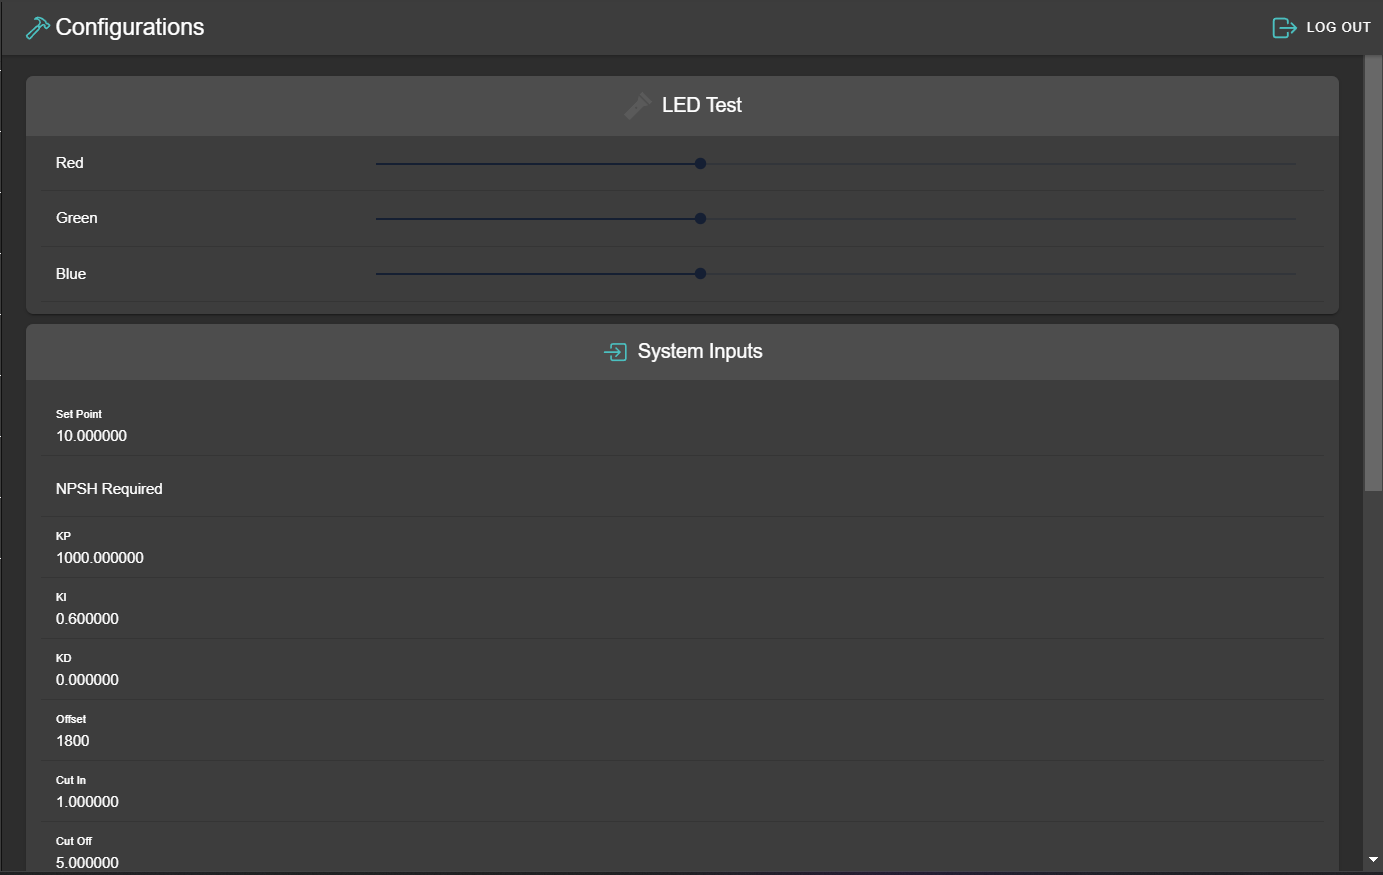 Configurations
LOG OUT
LED Test
Red
Green
Blue
System Inputs
Set Point
10.000000
NPSH Required
KP
1000.000000
KI
0.600000
KD
0.000000
Offset
1800
Cut In
1.000000
Cut Off
5.000000